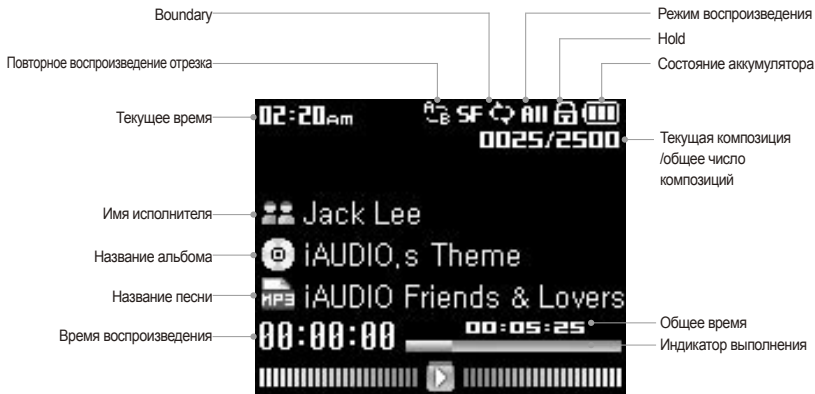 Boundary
Повторное воспроизведение отрезка
Режим воспроизведения
Hold
Состояние аккумулятора
Текущее время
02:20Am
A B SF All
0025/2500
Текущая композиция
/общее число
композиций
Имя исполнителя
Jack Lee
Название альбома
iAUDIO,s Theme
Название песни
MP3 iAUDIO Friends & Lovers
Время воспроизведения
00:00:00
00:05:25
Общее время
Индикатор выполнения